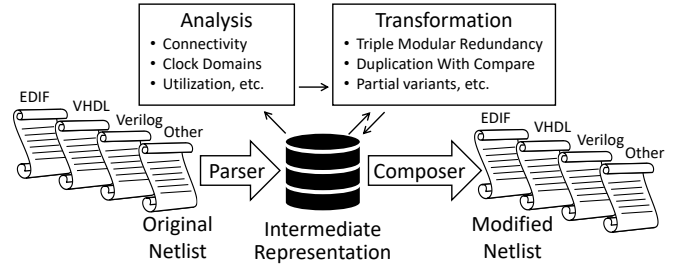 Analysis
• Connectivity
• Clock Domains
• Utilization, etc.
Transformation
• Triple Modular Redundancy
• Duplication With Compare
• Partial variants, etc.
EDIF
VHDL
Verilog
Other
Parser
Composer
EDIF
VHDL
Verilog
Other
Original
Netlist
Intermediate
Representation
Modified
Netlist